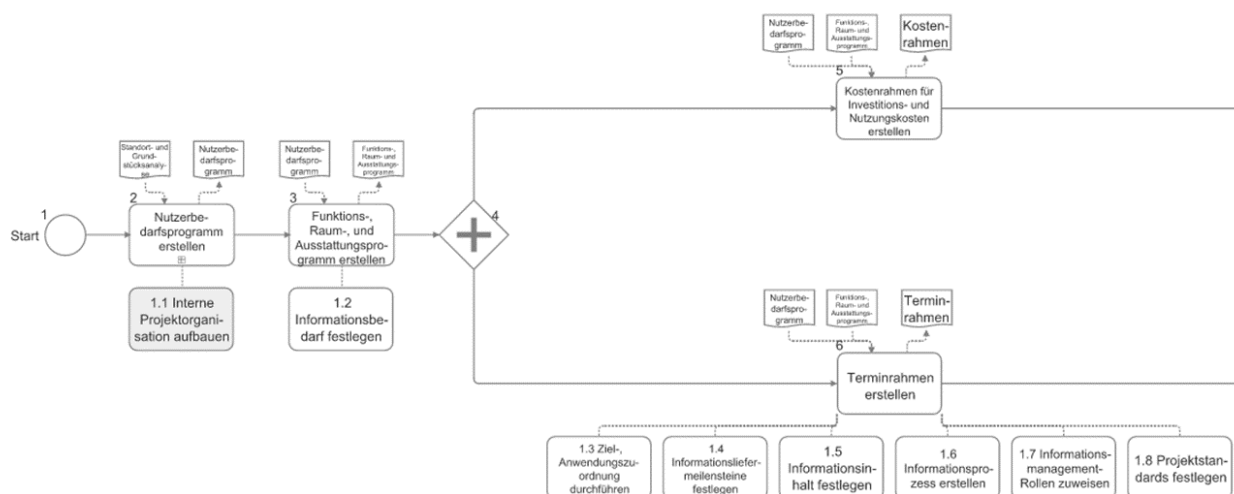 Nutzerbe-
darfspro-
gramm
Funktions-,
Raum- und
Ausstattungs-
programm
Kosten-
rahmen
5
Kostenrahmen für
Investitions- und
Nutzungskosten
erstellen
Standort- und
Grund-
stücksanaly-
se
Nutzerbe-
darfspro-
gramm
Nutzerbe-
darfspro-
gramm
Funktions-,
Raum- und
Ausstattungs-
programm
1
Start
2
Nutzerbe-
darfsprogramm
erstellen
3
Funktions-,
Raum-, und
Ausstattungspro-
gramm erstellen
4
1.1 Interne
Projektorgani-
sation aufbauen
1.2
Informationsbe-
darf festlegen
Nutzerbe-
darfspro-
gramm
Funktions-,
Raum- und
Ausstattungs-
programm
Termin-
rahmen
6
Terminrahmen
erstellen
1.3 Ziel-,
Anwendungszu-
ordnung
durchführen
1.4
Informationsliefer-
meilensteine
festlegen
1.5
Informationsin-
halt festlegen
1.6
Informationspro-
zess erstellen
1.7 Informations-
management-
Rollen zuweisen
1.8 Projektstan-
dards festlegen